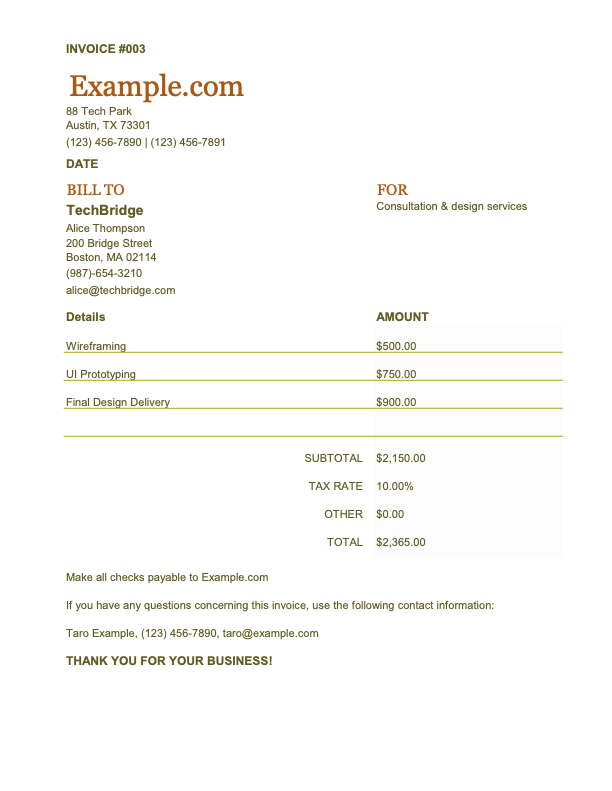 INVOICE #003
Example.com
88 Tech Park
Austin, TX 73301
(123) 456-7890 | (123) 456-7891
DATE
BILL TO
TechBridge
Alice Thompson
200 Bridge Street
Boston, MA 02114
(987)-654-3210
alice@techbridge.com
FOR
Consultation & design services
Details AMOUNT
Wireframing $500.00
UI Prototyping $750.00
Final Design Delivery $900.00
SUBTOTAL $2,150.00
TAX RATE 10.00%
OTHER $0.00
TOTAL $2,365.00
Make all checks payable to Example.com
If you have any questions concerning this invoice, use the following contact information:
Taro Example, (123) 456-7890, taro@example.com
THANK YOU FOR YOUR BUSINESS!